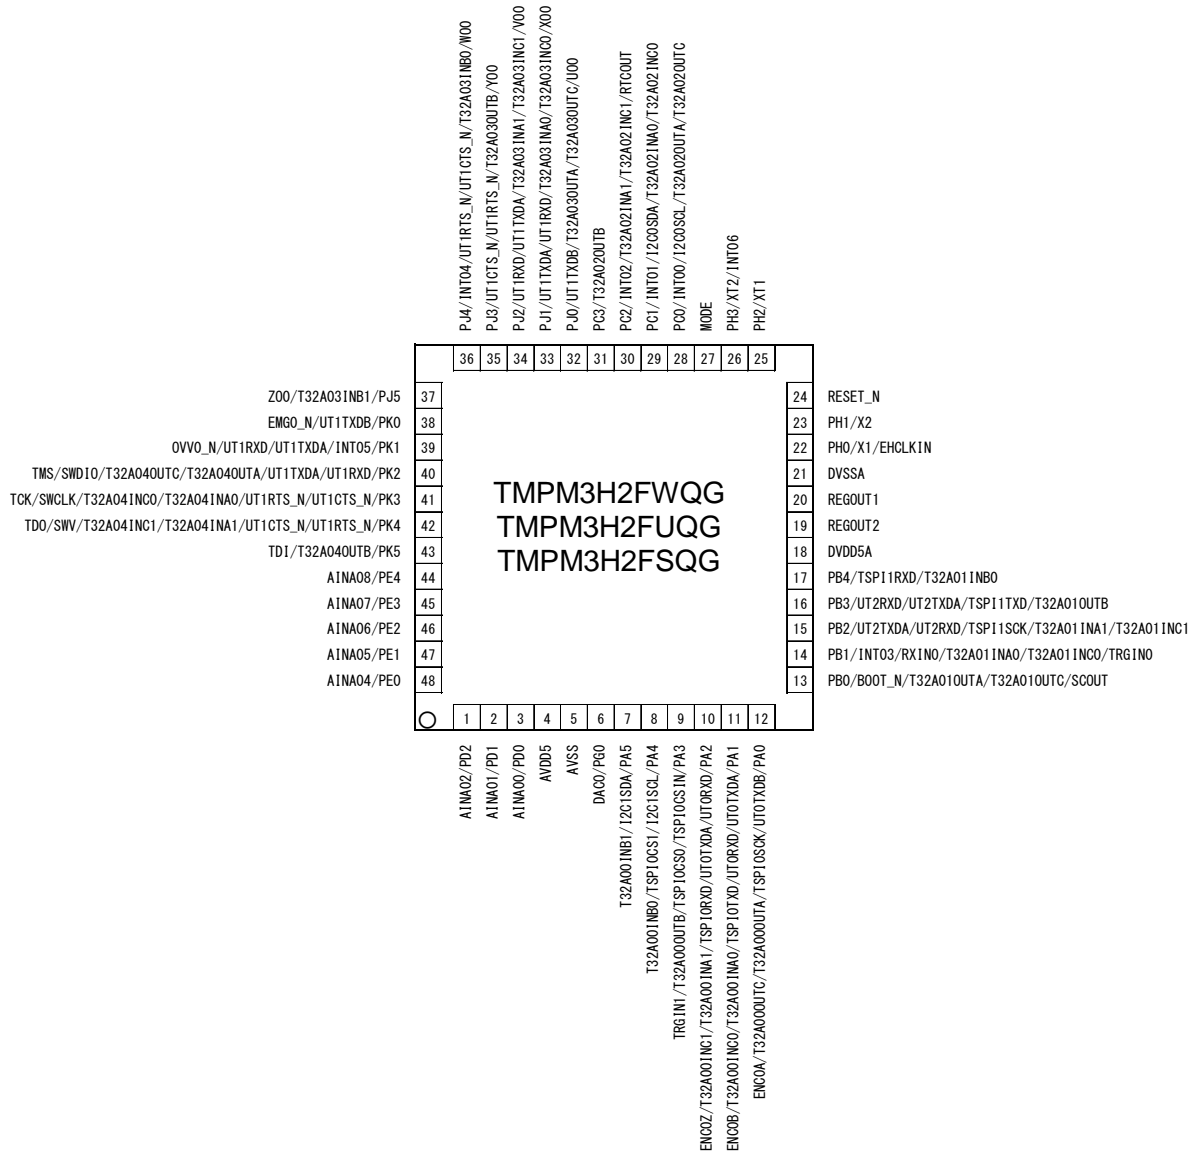 PJ4/INT04/UT1RTS_N/UT1CTS_N/T32A03INB0/WO0
PJ3/UT1CTS_N/UT1RTS_N/T32A03OUTB/YO0
PJ2/UT1RXD/UT1TXDA/T32A03INA1/T32A03INC1/VO0
PJ1/UT1TXDA/UT1RXD/T32A03INA0/T32A03INC0/XO0
PJ0/UT1TXDB/T32A03OUTA/T32A03OUTC/UO0
PC3/T32A02OUTB
PC2/INT02/T32A02INA1/T32A02INC1/RTCOUT
PC1/INT01/I2C0SDA/T32A02INA0/T32A02INC0
PC0/INT00/I2C0SCL/T32A02OUTA/T32A02OUTC
MODE
PH3/XT2/INT06
PH2/XT1
36 35 34 33 32 31 30 29 28 27 26 25
ZO0/T32A03INB1/PJ5 37
EMG0_N/UT1TXDB/PK0 38
OVV0_N/UT1RXD/UT1TXDA/INT05/PK1 39
TMS/SWDIO/T32A04OUTC/T32A04OUTA/UT1TXDA/UT1RXD/PK2 40
TCK/SWCLK/T32A04INC0/T32A04INA0/UT1RTS_N/UT1CTS_N/PK3 41
TDO/SWV/T32A04INC1/T32A04INA1/UT1CTS_N/UT1RTS_N/PK4 42
TDI/T32A04OUTB/PK5 43
AINA08/PE4 44
AINA07/PE3 45
AINA06/PE2 46
AINA05/PE1 47
AINA04/PE0 48
TMPM3H2FWQG
TMPM3H2FUQG
TMPM3H2FSQG
24 RESET_N
23 PH1/X2
22 PH0/X1/EHCLKIN
21 DVSSA
20 REGOUT1
19 REGOUT2
18 DVDD5A
17 PB4/TSPI1RXD/T32A01INB0
16 PB3/UT2RXD/UT2TXDA/TSPI1TXD/T32A01OUTB
15 PB2/UT2TXDA/UT2RXD/TSPI1SCK/T32A01INA1/T32A01INC1
14 PB1/INT03/RXIN0/T32A01INA0/T32A01INC0/TRGIN0
13 PB0/BOOT_N/T32A01OUTA/T32A01OUTC/SCOUT
1 2 3 4 5 6 7 8 9 10 11 12
AINA02/PD2
AINA01/PD1
AINA00/PD0
AVDD5
AVSS
DAC0/PG0
T32A00INB1/I2C1SDA/PA5
T32A00INB0/TSPI0CS1/I2C1SCL/PA4
TRGIN1/T32A00OUTB/TSPI0CS0/TSPI0CSIN/PA3
ENC0Z/T32A00INC1/T32A00INA1/TSPI0RXD/UT0TXDA/UT0RXD/PA2
ENC0B/T32A00INC0/T32A00INA0/TSPI0TXD/UT0RXD/UT0TXDA/PA1
ENC0A/T32A00OUTC/T32A00OUTA/TSPI0SCK/UT0TXDB/PA0